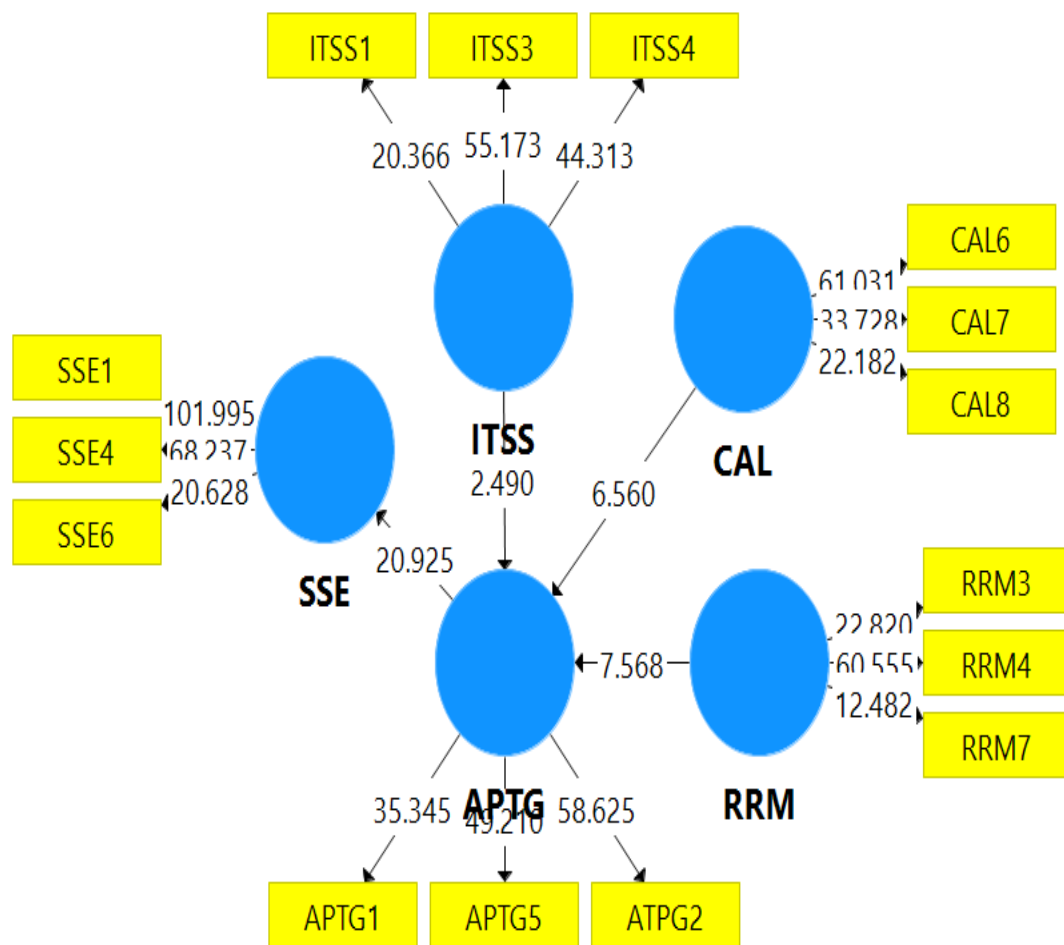 ITSS1
ITSS3
ITSS4
20.366
55.173
44.313
CAL6
CAL7
CAL8
61.031
33.728
22.182
SSE1
SSE4
SSE6
101.995
68.237
20.628
ITSS
CAL
2.490
6.560
SSE
20.925
RRM3
RRM4
RRM7
22.820
60.555
12.482
7.568
APTG
RRM
35.345
49.210
58.625
APTG1
APTG5
ATPG2